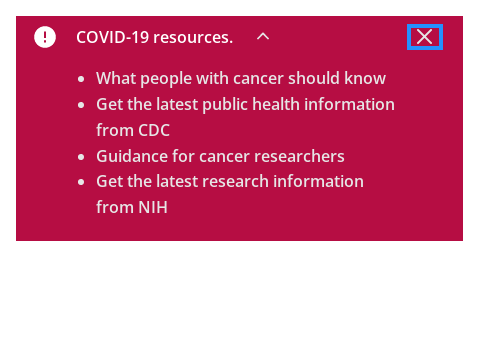 COVID-19 resources.
What people with cancer should know
Get the latest public health information
from CDC
Guidance for cancer researchers
Get the latest research information
from NIH